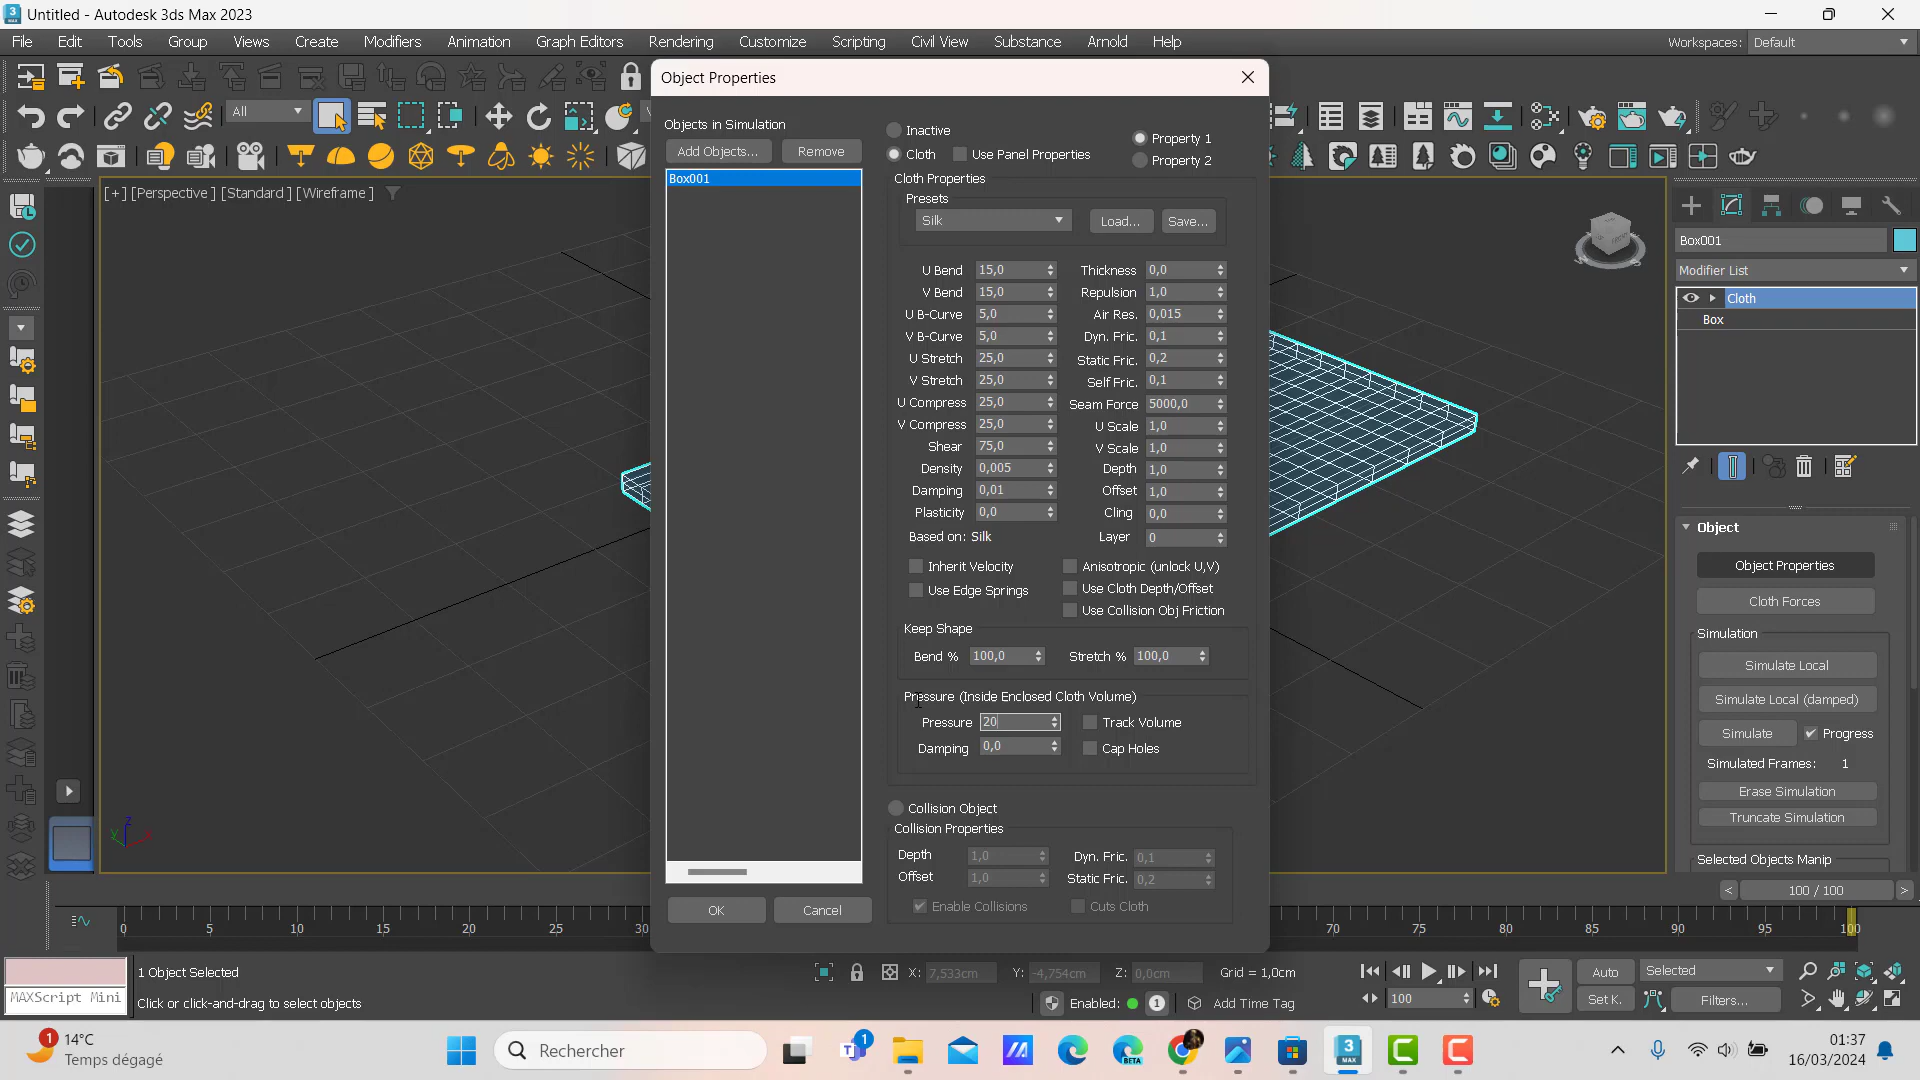 Untitled - Autodesk 3ds Max 2023
File Edit Tools Group Views Create Modifiers Animation Graph Editors Rendering Customize Scripting Civil View Substance Arnold Help Workspaces: Default
All
[+] [Perspective ] [Standard ] [Wireframe ]
Object Properties
Objects in Simulation
Add Objects... Remove
Box001
Inactive
Cloth Use Panel Properties
Property 1
Property 2
Cloth Properties
Presets
Silk Load... Save...
U Bend 15,0 Thickness 0,0
V Bend 15,0 Repulsion 1,0
U B-Curve 5,0 Air Res. 0,015
V B-Curve 5,0 Dyn. Fric. 0,1
U Stretch 25,0 Static Fric. 0,2
V Stretch 25,0 Self Fric. 0,1
U Compress 25,0 Seam Force 5000,0
V Compress 25,0 U Scale 1,0
Shear 75,0 V Scale 1,0
Density 0,005 Depth 1,0
Damping 0,01 Offset 1,0
Plasticity 0,0 Cling 0,0
Based on: Silk Layer 0
Inherit Velocity Anisotropic (unlock U,V)
Use Edge Springs Use Cloth Depth/Offset
Use Collision Obj Friction
Keep Shape
Bend % 100,0 Stretch % 100,0
Pressure (Inside Enclosed Cloth Volume)
Pressure 20 Track Volume
Damping 0,0 Cap Holes
Collision Object
Collision Properties
Depth 1,0 Dyn. Fric. 0,1
Offset 1,0 Static Fric. 0,2
Enable Collisions Cuts Cloth
OK Cancel
Box001
Modifier List
Cloth
Box
Object
Object Properties
Cloth Forces
Simulation
Simulate Local
Simulate Local (damped)
Simulate Progress
Simulated Frames: 1
Erase Simulation
Truncate Simulation
Selected Objects Manip
z y x
< 100 / 100 >
0 5 10 15 20 25 30 70 75 80 85 90 95 100
1 Object Selected
MAXScript Mini
Click or click-and-drag to select objects
X: 7,533cm Y: -4,754cm Z: 0,0cm Grid = 1,0cm
Enabled: 1 Add Time Tag
100
Auto Selected
Set K. Filters...
1 14°C
Temps dégagé
Rechercher
1
BETA
3
MAX
01:37
16/03/2024